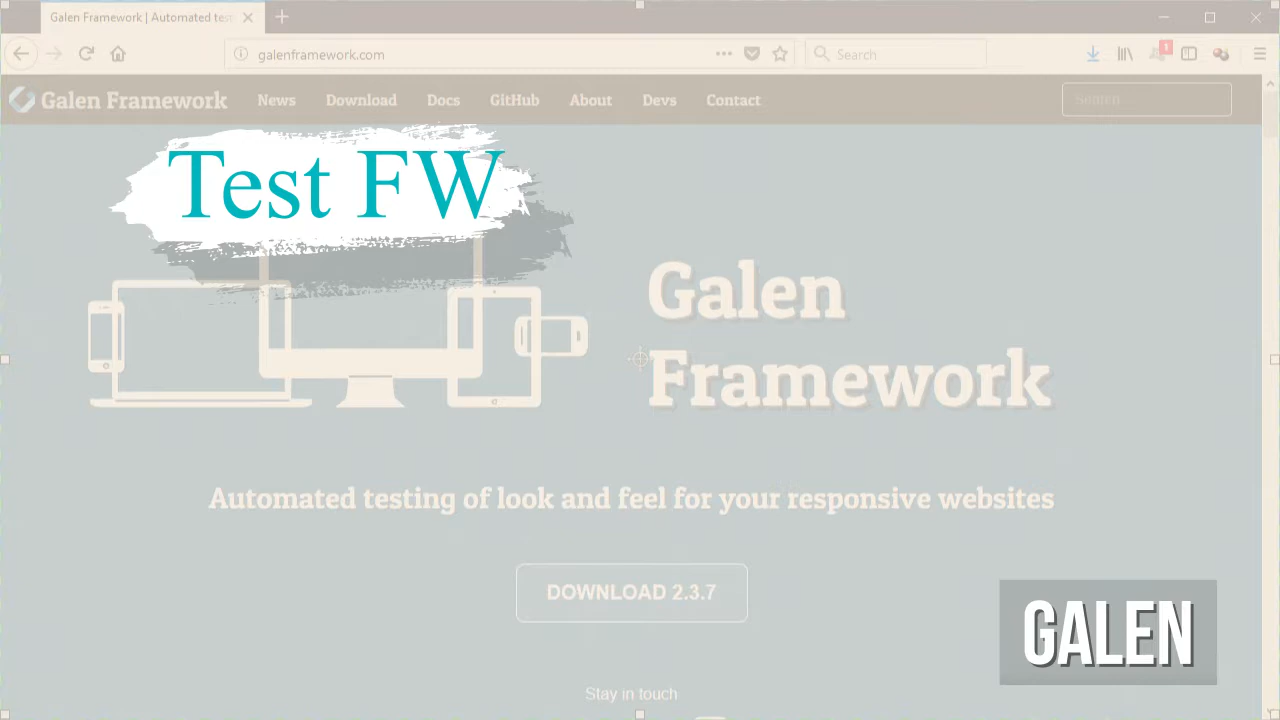 Galen Framework | Automated test
galenframework.com
Search
1
Galen Framework
News
Download
Docs
GitHub
About
Devs
Contact
Search...
Test FW
Galen
Framework
Automated testing of look and feel for your responsive websites
DOWNLOAD 2.3.7
GALEN
Stay in touch